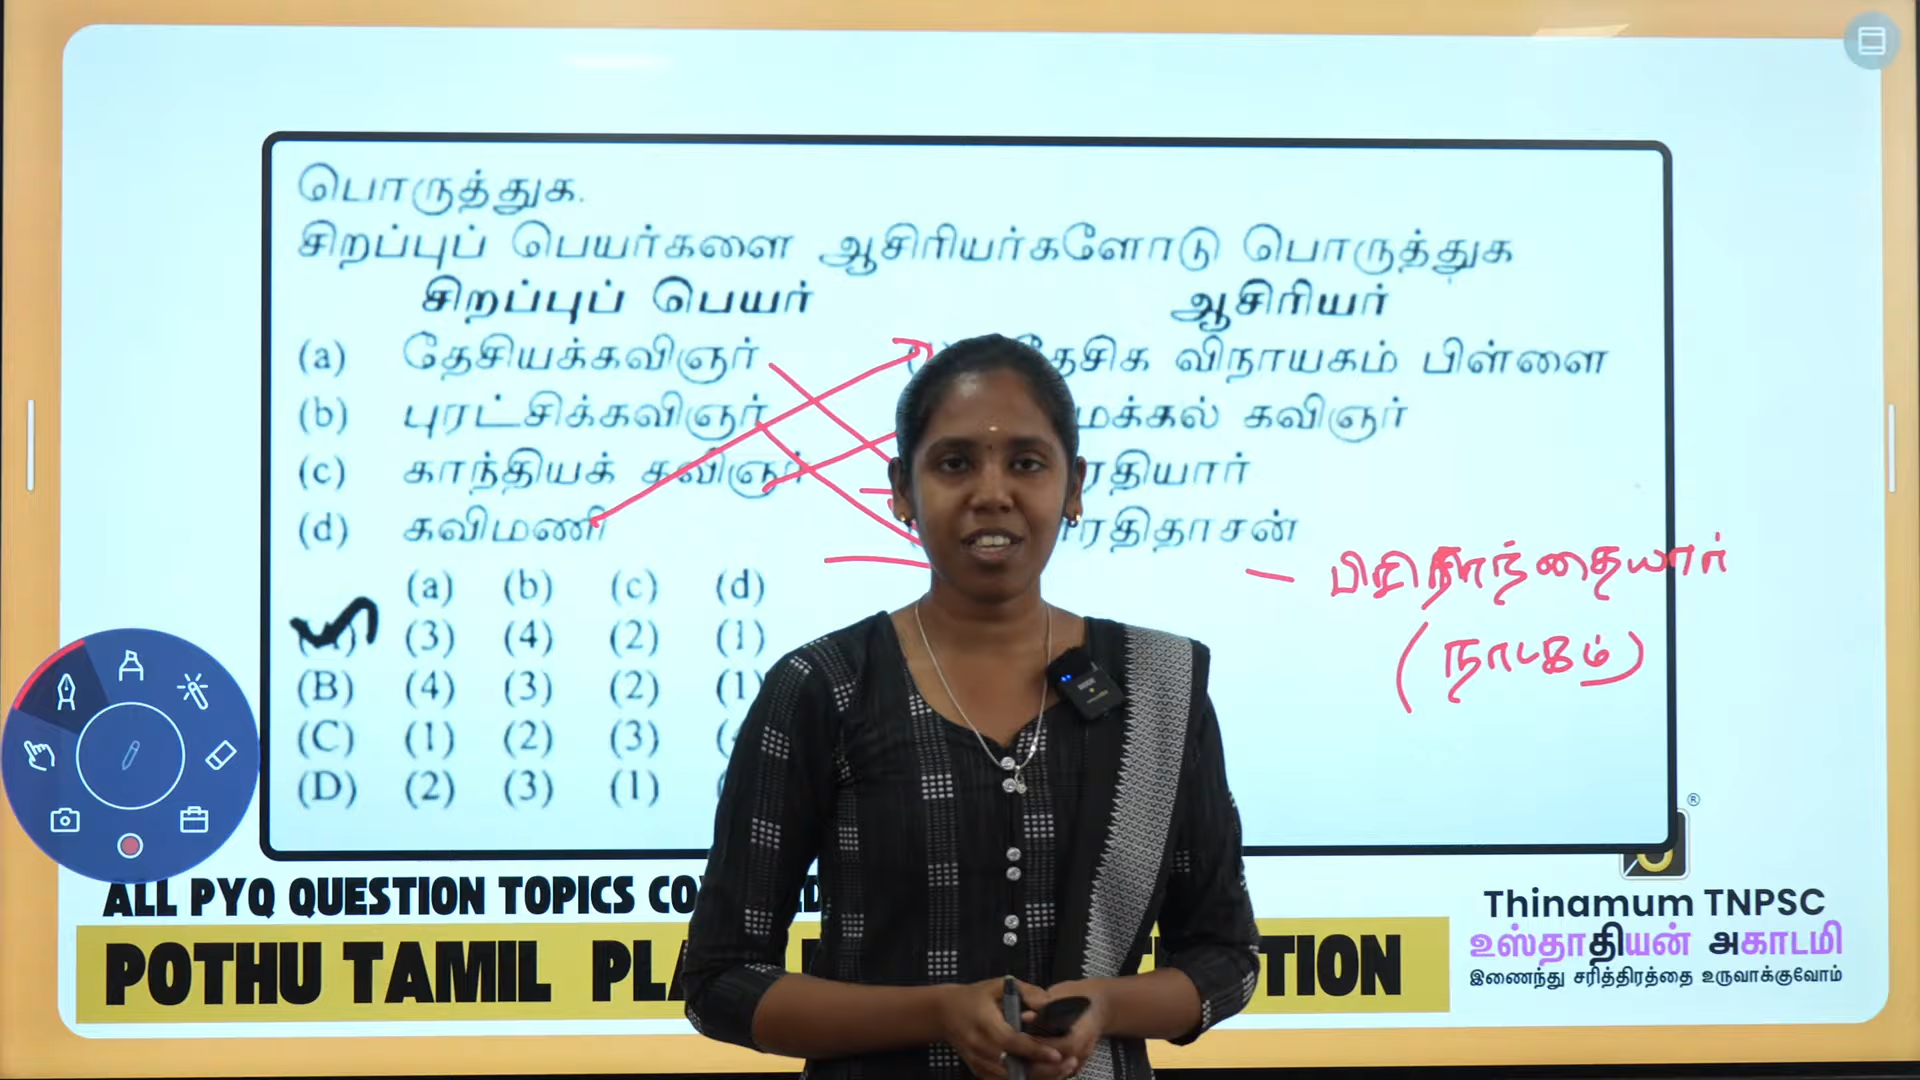 பொருத்துக.
சிறப்புப் பெயர்களை ஆசிரியர்களோடு பொருத்துக
சிறப்புப் பெயர் ஆசிரியர்
(a) தேசியக்கவிஞர் தேசிக விநாயகம் பிள்ளை
(b) புரட்சிக்கவிஞர் மக்கல் கவிஞர்
(c) காந்தியக் கவிஞர் ரதியார்
(d) கவிமணி ரதிதாசன்
(a) (b) (c) (d)
(A) (3) (4) (2) (1)
(B) (4) (3) (2) (1)
(C) (1) (2) (3)
(D) (2) (3) (1)
– பிசிராந்தையார்
(நாடகம்)
ALL PYQ QUESTION TOPICS
POTHU TAMIL
®
Thinamum TNPSC
உஸ்தாதியன் அகாடமி
இணைந்து சரித்திரத்தை உருவாக்குவோம்